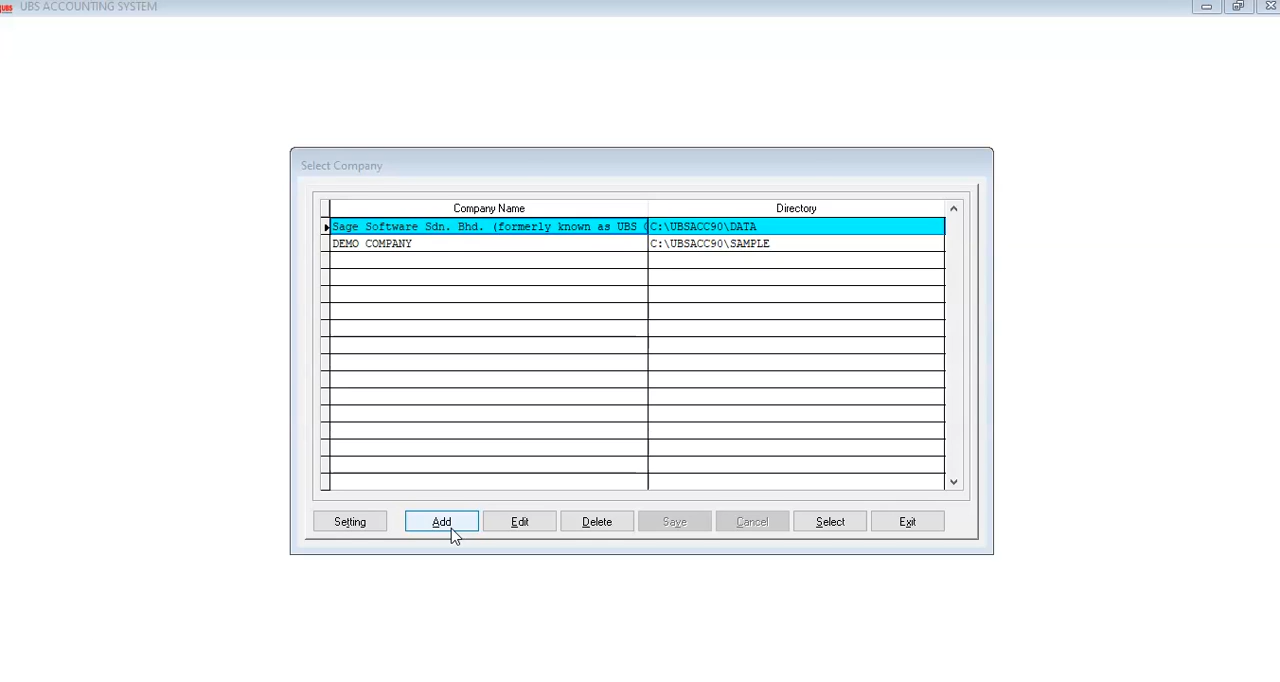 UBS UBS ACCOUNTING SYSTEM
Select Company
Company Name Directory
Sage Software Sdn. Bhd. (formerly known as UBS C:\UBSACC90\DATA
DEMO COMPANY C:\UBSACC90\SAMPLE
Setting Add Edit Delete Save Cancel Select Exit